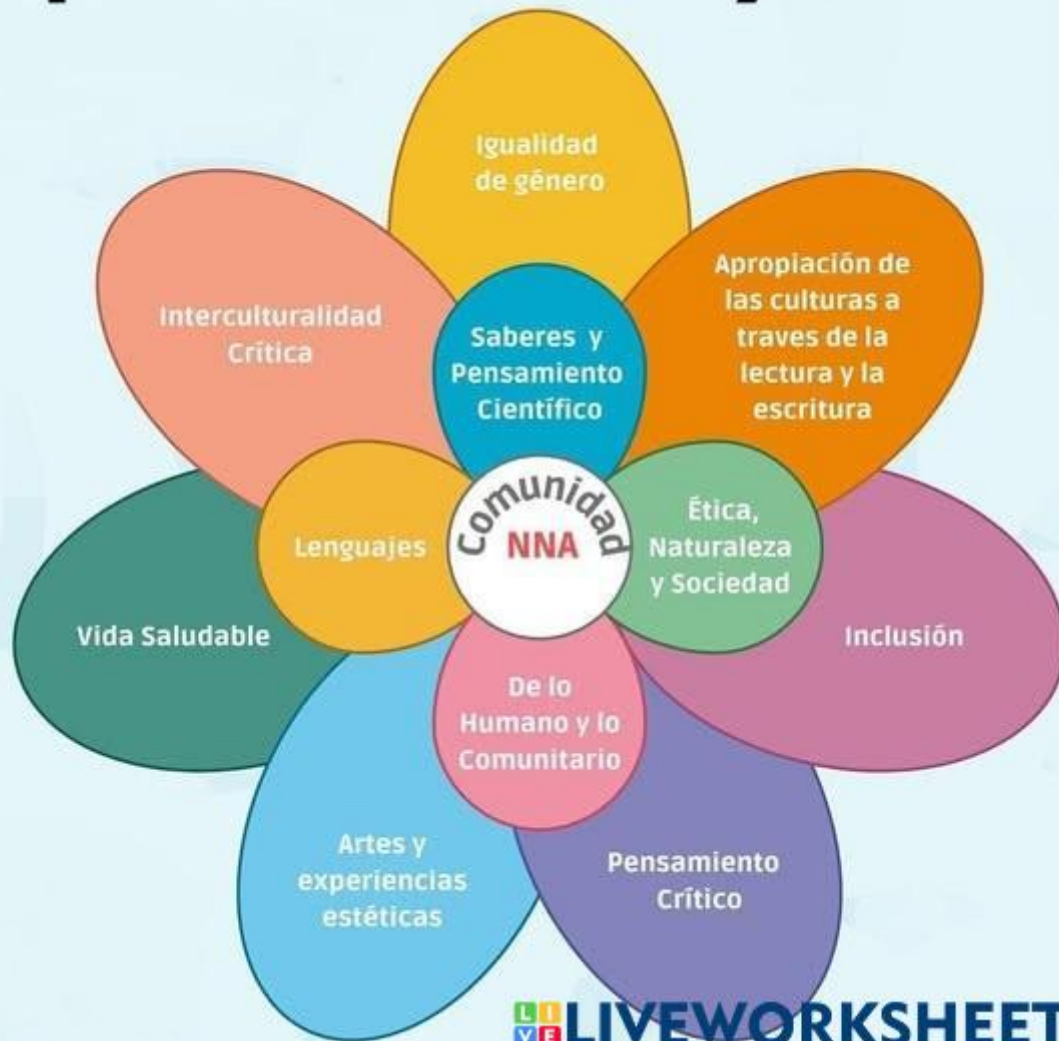 Igualidad
de género
Apropiación de
las culturas a
traves de la
lectura y la
escritura
Interculturalidad
Crítica
Saberes y
Pensamiento
Científico
Comunidad
NNA
Lenguajes
Ética,
Naturaleza
y Sociedad
Vida Saludable
Inclusión
De lo
Humano y lo
Comunitario
Artes y
experiencias
estéticas
Pensamiento
Crítico
LIVEWORKSHEET